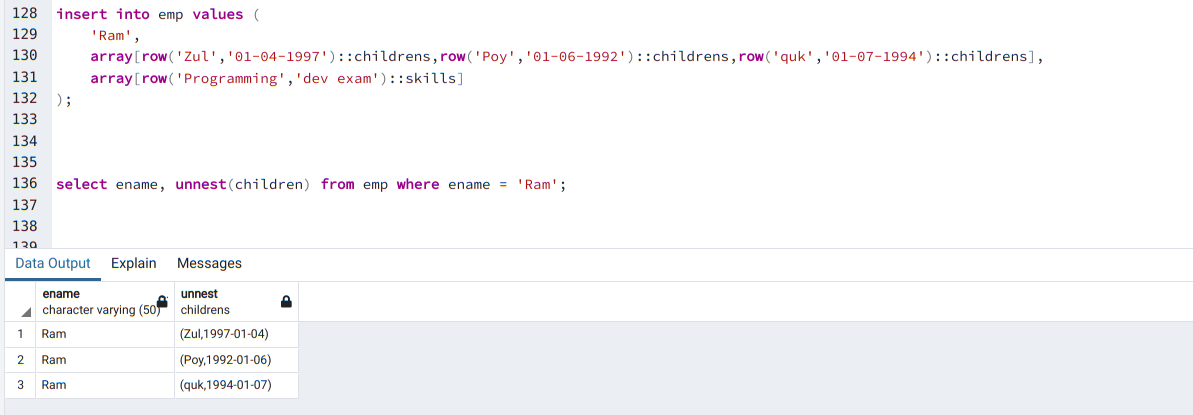 128 insert into emp values (
129 'Ram',
130 array[row('Zul','01-04-1997')::childrens,row('Poy','01-06-1992')::childrens,row('quk','01-07-1994')::childrens],
131 array[row('Programming','dev exam')::skills]
132 );
133
134
135
136 select ename, unnest(children) from emp where ename = 'Ram';
137
138
139
Data Output Explain Messages
ename unnest
character varying (50) childrens
1 Ram (Zul,1997-01-04)
2 Ram (Poy,1992-01-06)
3 Ram (quk,1994-01-07)